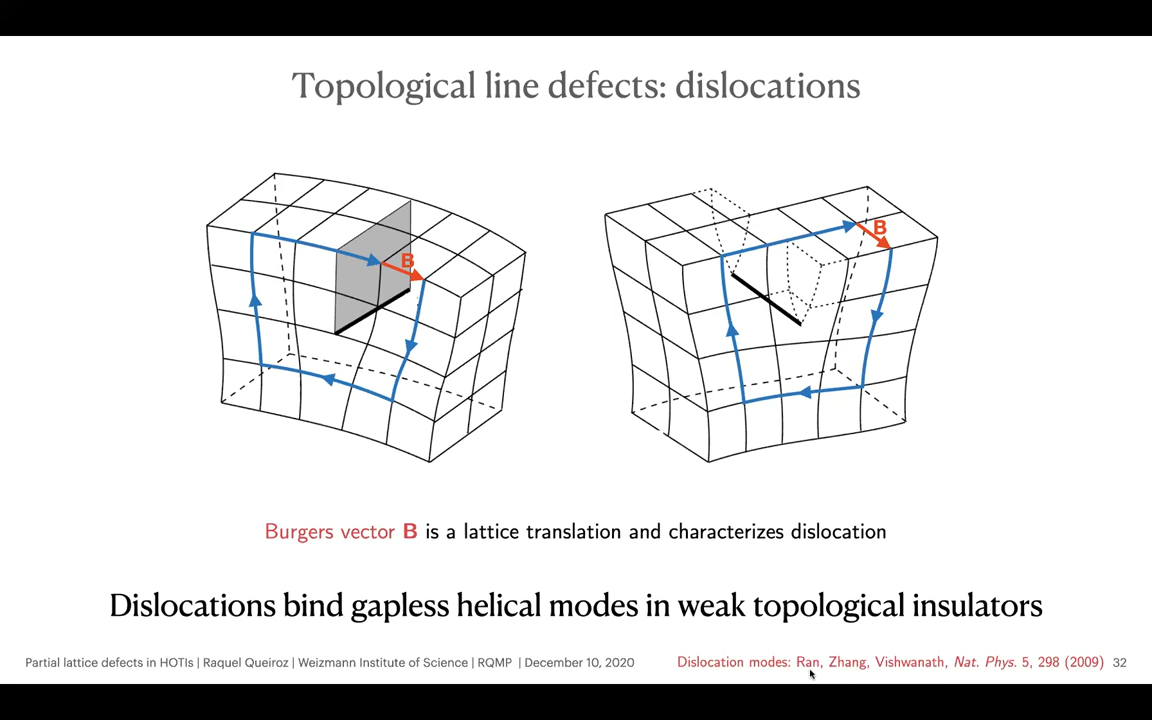 Topological line defects: dislocations
B
B
Burgers vector B is a lattice translation and characterizes dislocation
Dislocations bind gapless helical modes in weak topological insulators
Partial lattice defects in HOTIs | Raquel Queiroz | Weizmann Institute of Science | RQMP | December 10, 2020
Dislocation modes: Ran, Zhang, Vishwanath, Nat. Phys. 5, 298 (2009) 32